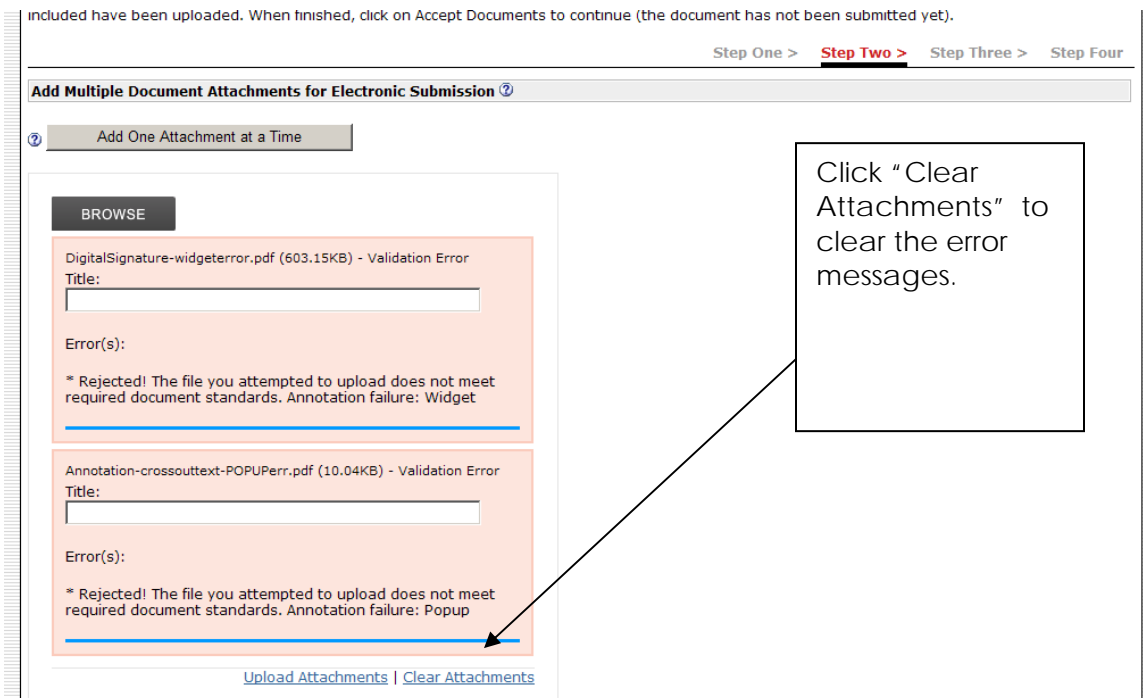 included have been uploaded. When finished, click on Accept Documents to continue (the document has not been submitted yet).
Step One > Step Two > Step Three > Step Four
Add Multiple Document Attachments for Electronic Submission ?
? Add One Attachment at a Time
BROWSE
DigitalSignature-widgeterror.pdf (603.15KB) - Validation Error
Title:
Error(s):
* Rejected! The file you attempted to upload does not meet
required document standards. Annotation failure: Widget
Annotation-crossouttext-POPUPerr.pdf (10.04KB) - Validation Error
Title:
Error(s):
* Rejected! The file you attempted to upload does not meet
required document standards. Annotation failure: Popup
Upload Attachments | Clear Attachments
Click "Clear
Attachments" to
clear the error
messages.